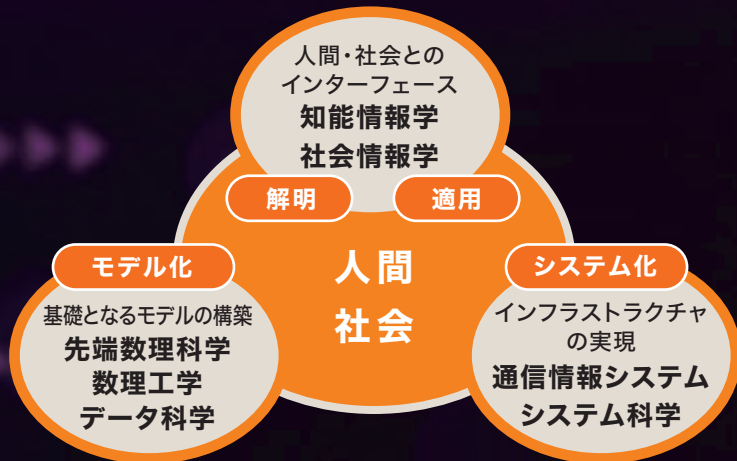 人間・社会との
インターフェース
知能情報学
社会情報学
解明
適用
人間
社会
モデル化
基礎となるモデルの構築
先端数理科学
数理工学
データ科学
システム化
インフラストラクチャ
の実現
通信情報システム
システム科学